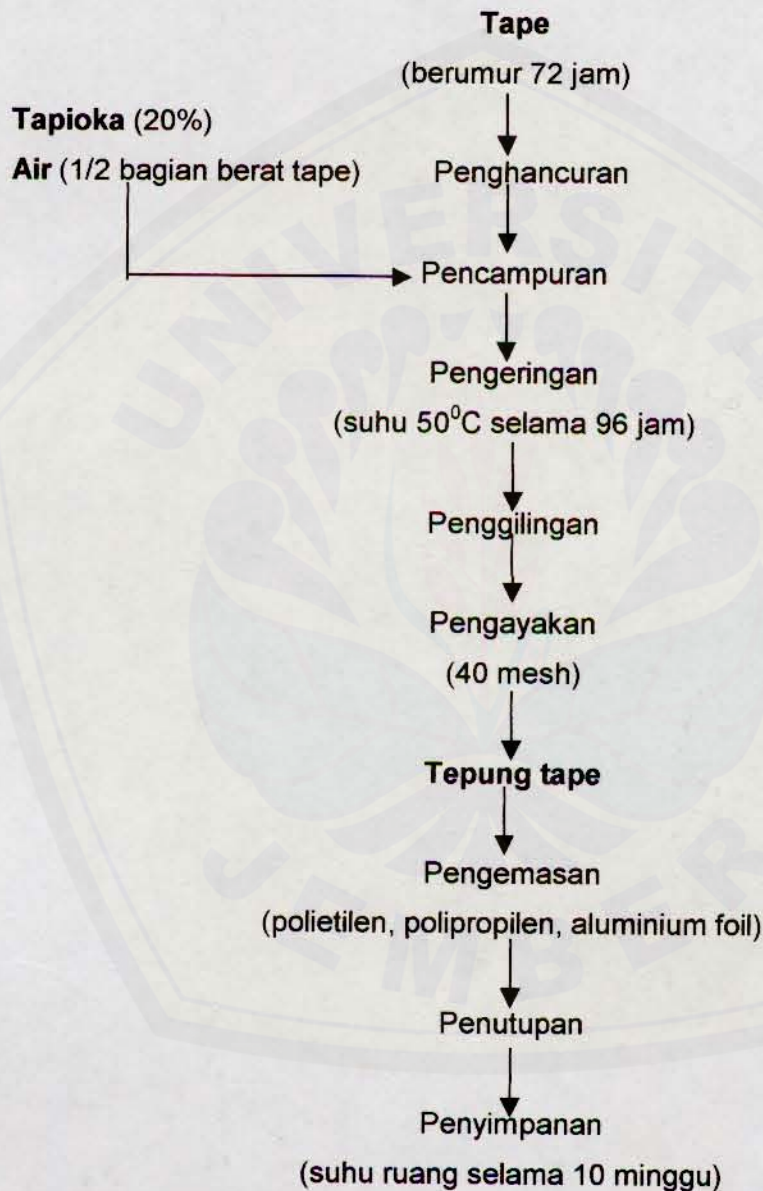 Tape
(berumur 72 jam)
Tapioka (20%)
Air (1/2 bagian berat tape)
Penghancuran
Pencampuran
Pengeringan
(suhu 50⁰C selama 96 jam)
Penggilingan
Pengayakan
(40 mesh)
Tepung tape
Pengemasan
(polietilen, polipropilen, aluminium foil)
Penutupan
Penyimpanan
(suhu ruang selama 10 minggu)
UNIVERSITA
JEMBER